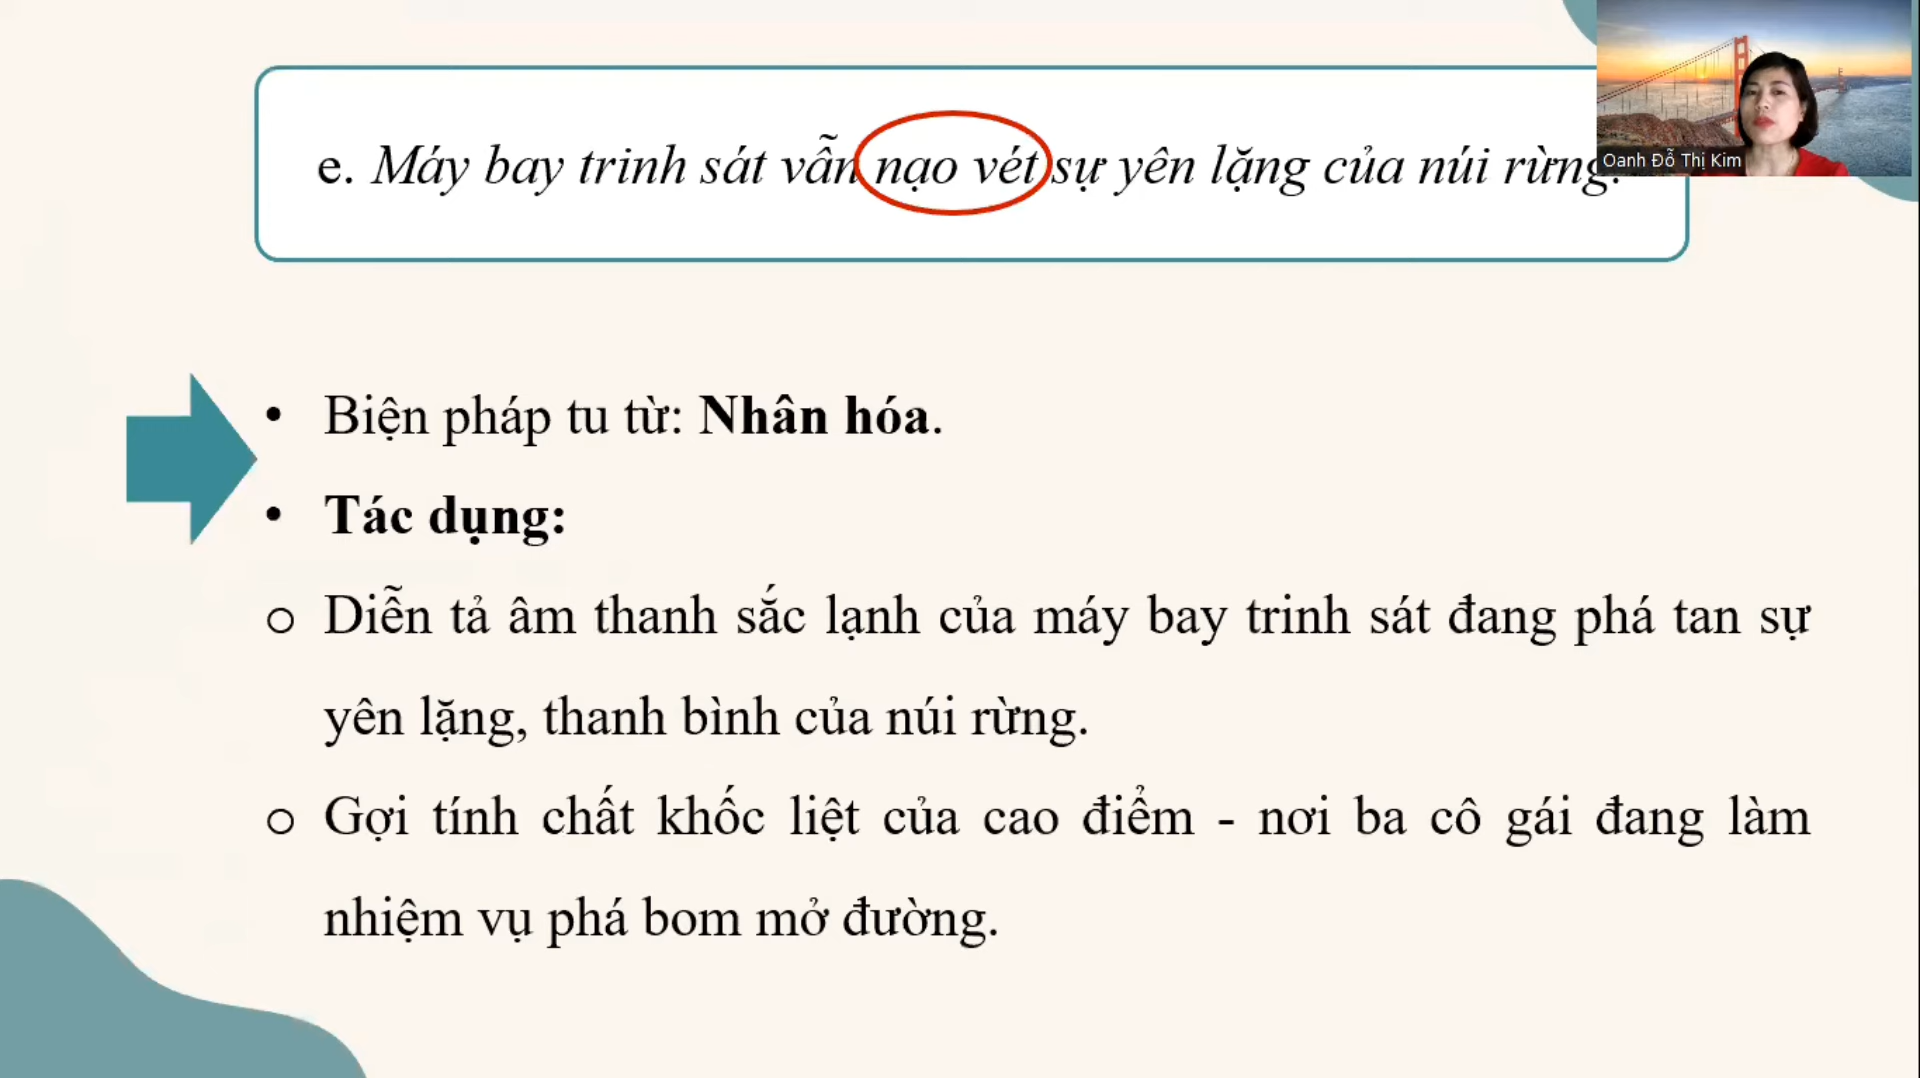 Oanh Đỗ Thị Kim
e. Máy bay trinh sát vẫn nạo vét sự yên lặng của núi rừng.
• Biện pháp tu từ: Nhân hóa.
• Tác dụng:
o Diễn tả âm thanh sắc lạnh của máy bay trinh sát đang phá tan sự
yên lặng, thanh bình của núi rừng.
o Gợi tính chất khốc liệt của cao điểm - nơi ba cô gái đang làm
nhiệm vụ phá bom mở đường.